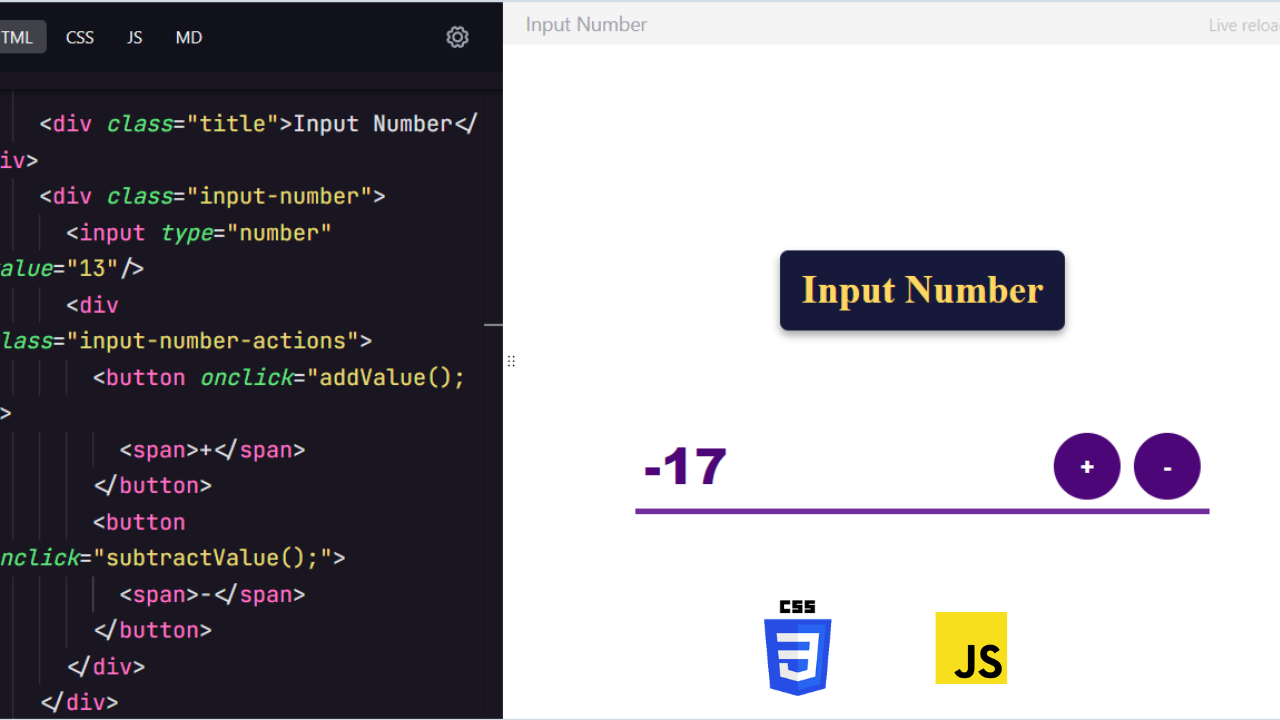 TML CSS JS MD
<div class="title">Input Number</
iv>
<div class="input-number">
<input type="number"
alue="13"/>
<div
lass="input-number-actions">
<button onclick="addValue();
>
<span>+</span>
</button>
<button
nclick="subtractValue();">
<span>-</span>
</button>
</div>
</div>
Input Number Live reloa
Input Number
-17 + -
CSS
3 JS